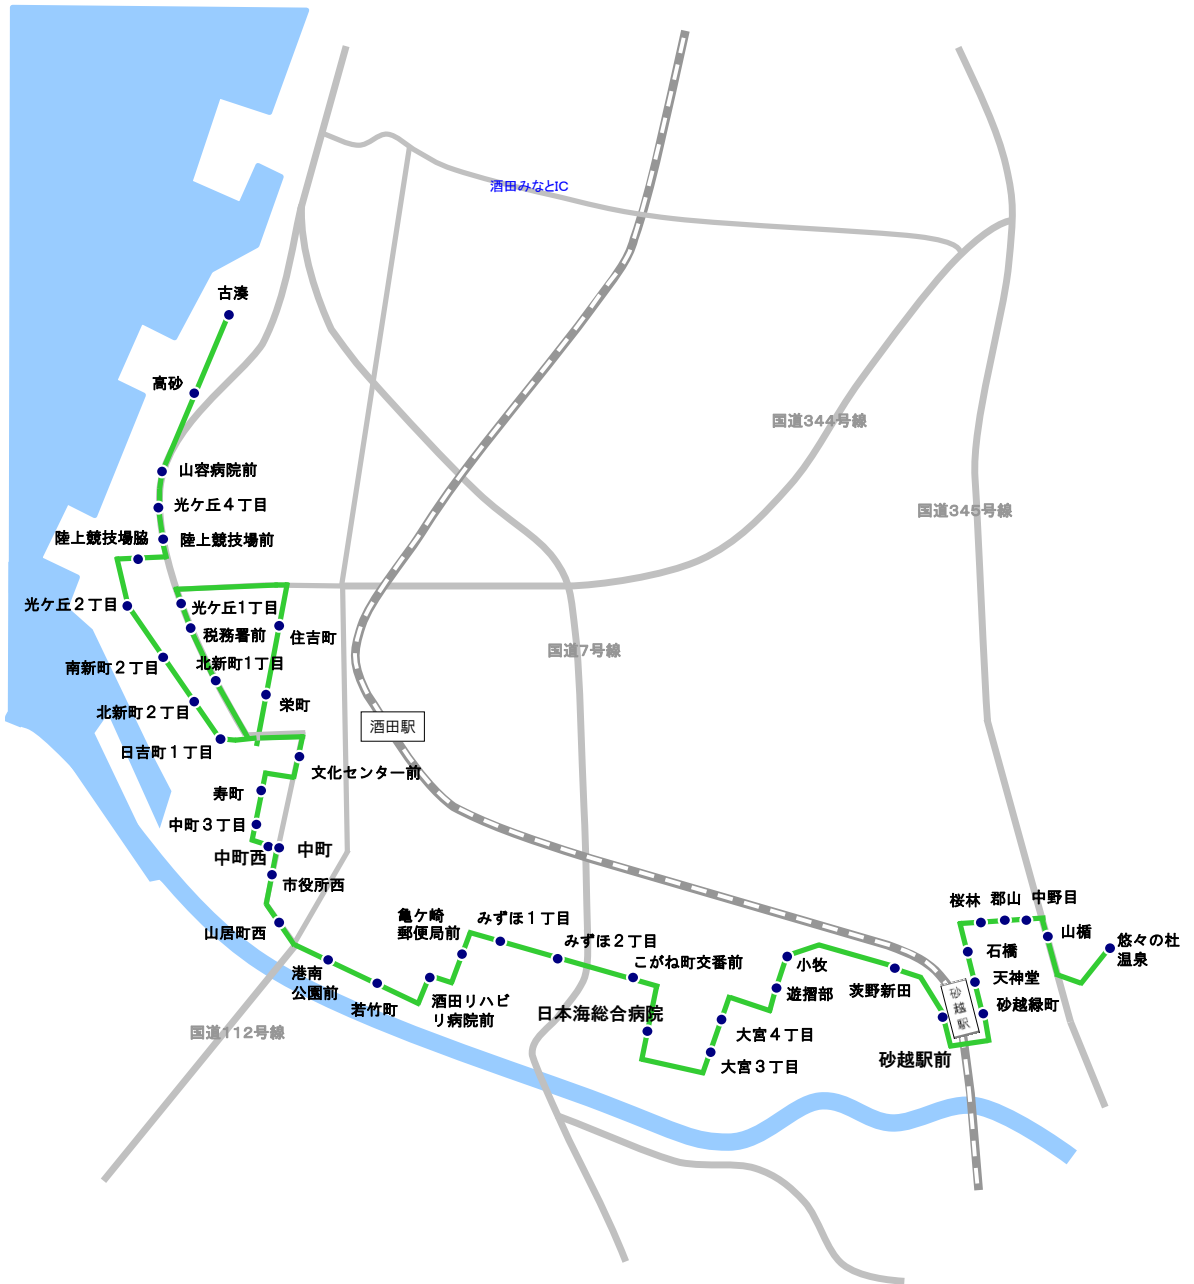 酒田みなとIC
古湊
高砂
国道344号線
山容病院前
光ケ丘４丁目
国道345号線
陸上競技場脇
陸上競技場前
光ケ丘２丁目
光ケ丘1丁目
税務署前
住吉町
国道7号線
南新町２丁目
北新町1丁目
北新町２丁目
栄町
酒田駅
日吉町１丁目
文化センター前
寿町
中町３丁目
中町西
中町
市役所西
山居町西
亀ケ崎
郵便局前
みずほ１丁目
みずほ２丁目
こがね町交番前
小牧
桜林
郡山
中野目
山楯
悠々の杜
温泉
石橋
港南
公園前
若竹町
酒田リハビ
リ病院前
日本海総合病院
遊摺部
茨野新田
天神堂
砂越緑町
砂越駅
国道112号線
大宮４丁目
大宮３丁目
砂越駅前